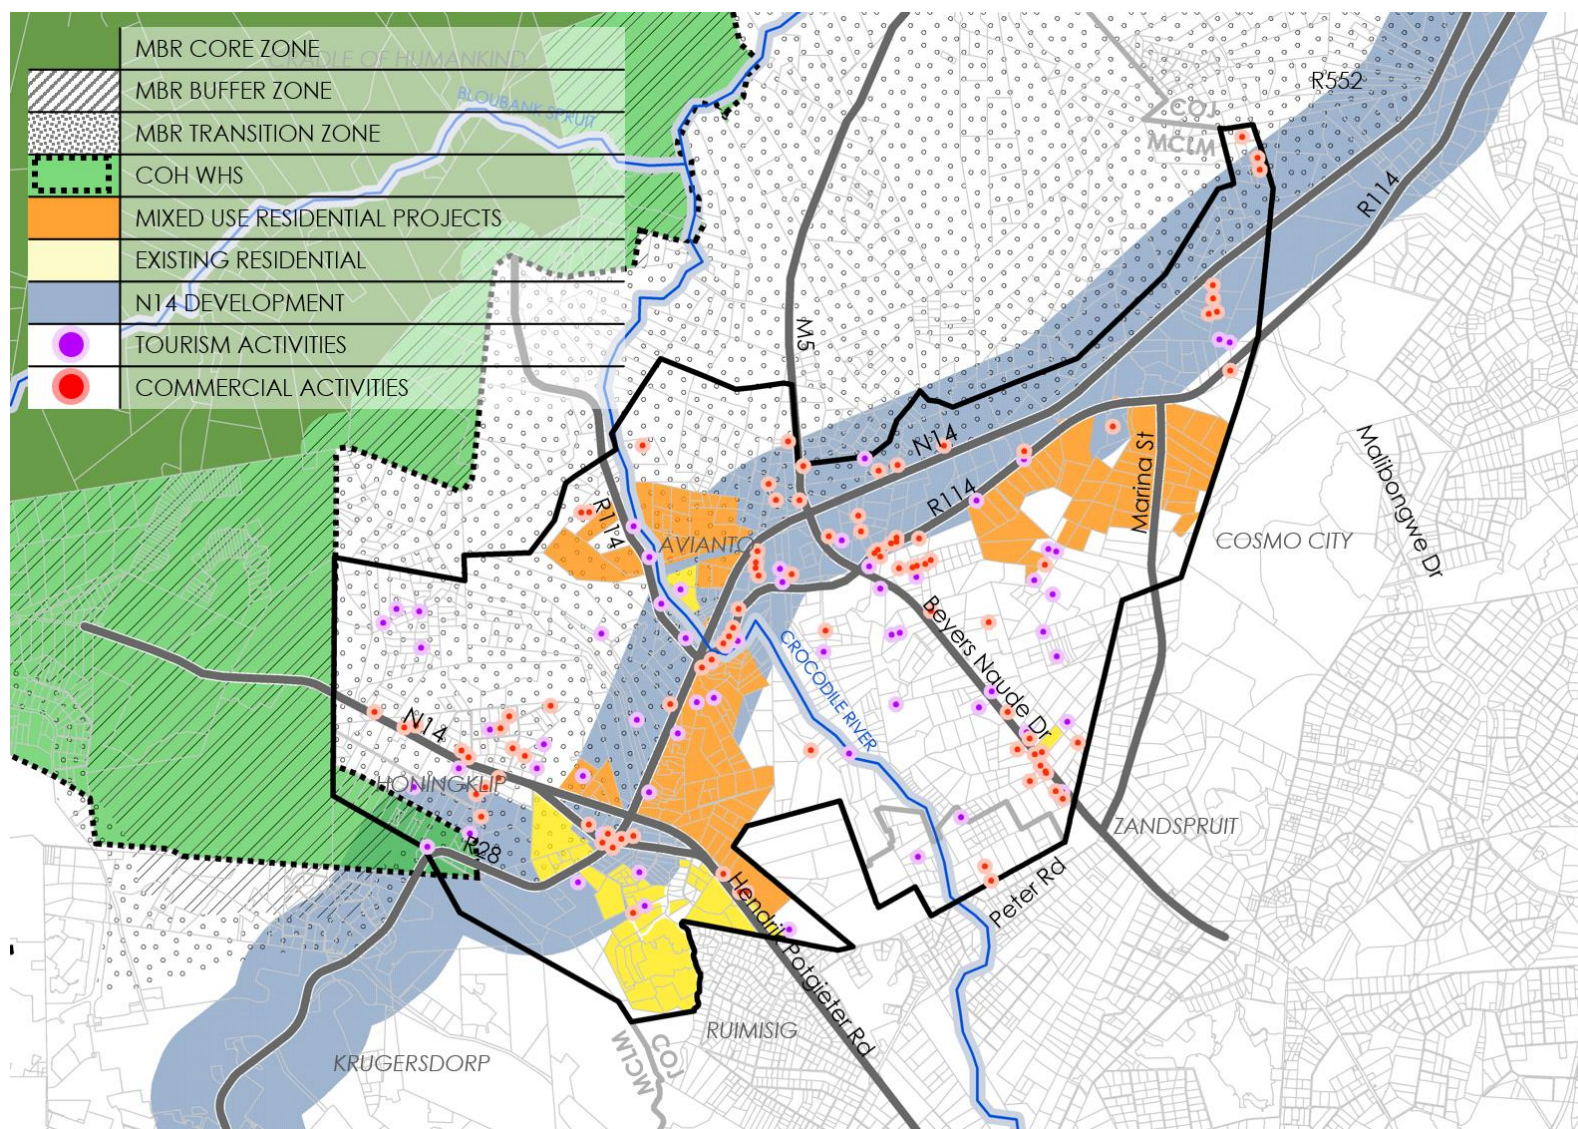 MBR CORE ZONE
CRADLE OF HUMANKIND
MBR BUFFER ZONE
BLOUBANK SPRUIT
MBR TRANSITION ZONE
COH WHS
MIXED USE RESIDENTIAL PROJECTS
EXISTING RESIDENTIAL
N14 DEVELOPMENT
TOURISM ACTIVITIES
COMMERCIAL ACTIVITIES
R552
COJ
MCLM
R114
M5
N14
R114
Marina St
Malibongwe Dr
R114
AVIANTO
COSMO CITY
Beyers Naude Dr
CROCODILE RIVER
N14
HONINGKLIP
R28
ZANDSPRUIT
Peter Rd
Hendrik Potgieter Rd
RUIMISIG
COJ
MCLM
KRUGERSDORP